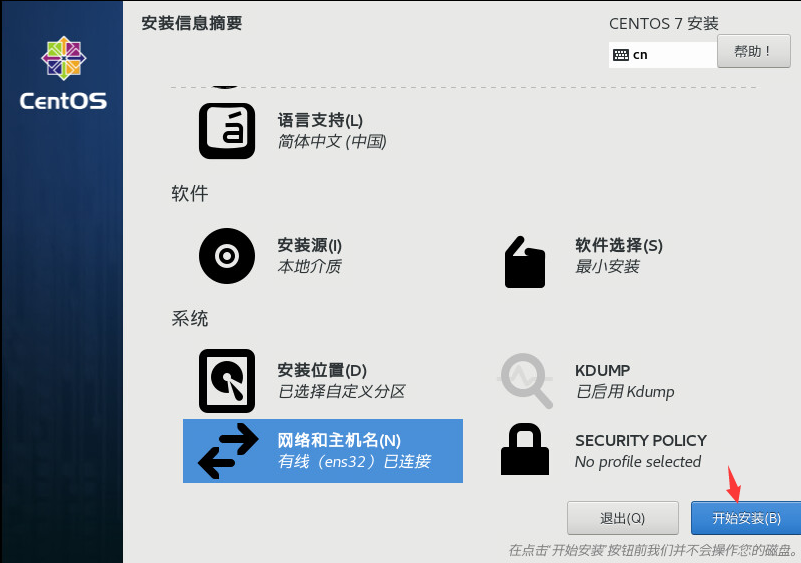 安装信息摘要
CENTOS 7 安装
cn
帮助！
CentOS
á
语言支持(L)
简体中文 (中国)
软件
安装源(I)
本地介质
软件选择(S)
最小安装
系统
安装位置(D)
已选择自定义分区
KDUMP
已启用 Kdump
网络和主机名(N)
有线（ens32）已连接
SECURITY POLICY
No profile selected
退出(Q)
开始安装(B)
在点击'开始安装'按钮前我们并不会操作您的磁盘。